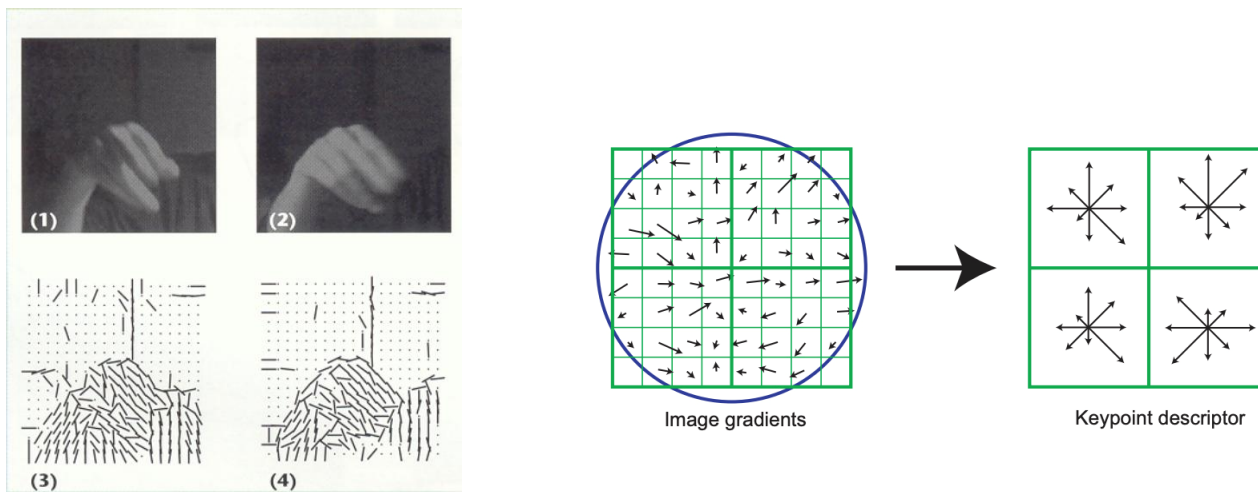 (1)
(2)
(3)
(4)
Image gradients
Keypoint descriptor